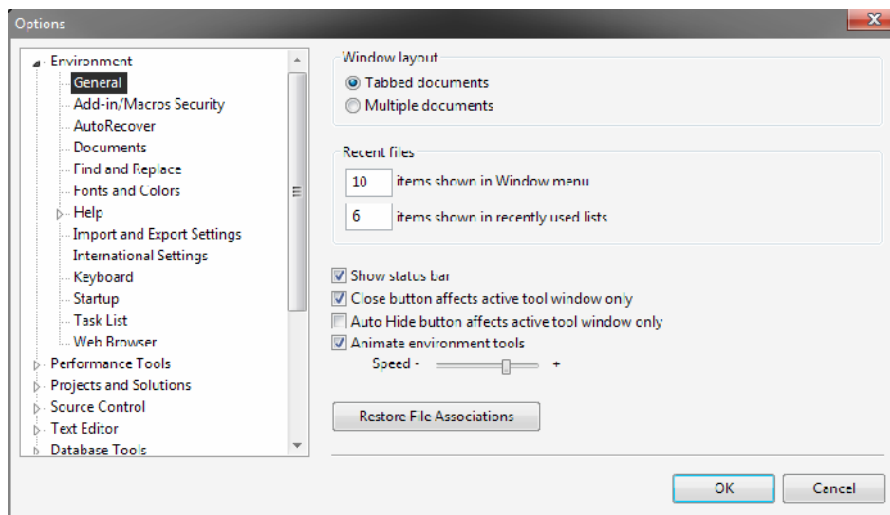 Options
Environment
General
Add-in/Macros Security
AutoRecover
Documents
Find and Replace
Fonts and Colors
Help
Import and Export Settings
International Settings
Keyboard
Startup
Task List
Web Browser
Performance Tools
Projects and Solutions
Source Control
Text Editor
Database Tools
Window layout
Tabbed documents
Multiple documents
Recent files
10 items shown in Window menu
6 items shown in recently used lists
Show status bar
Close button affects active tool window only
Auto Hide button affects active tool window only
Animate environment tools
Speed - +
Restore File Associations
OK Cancel